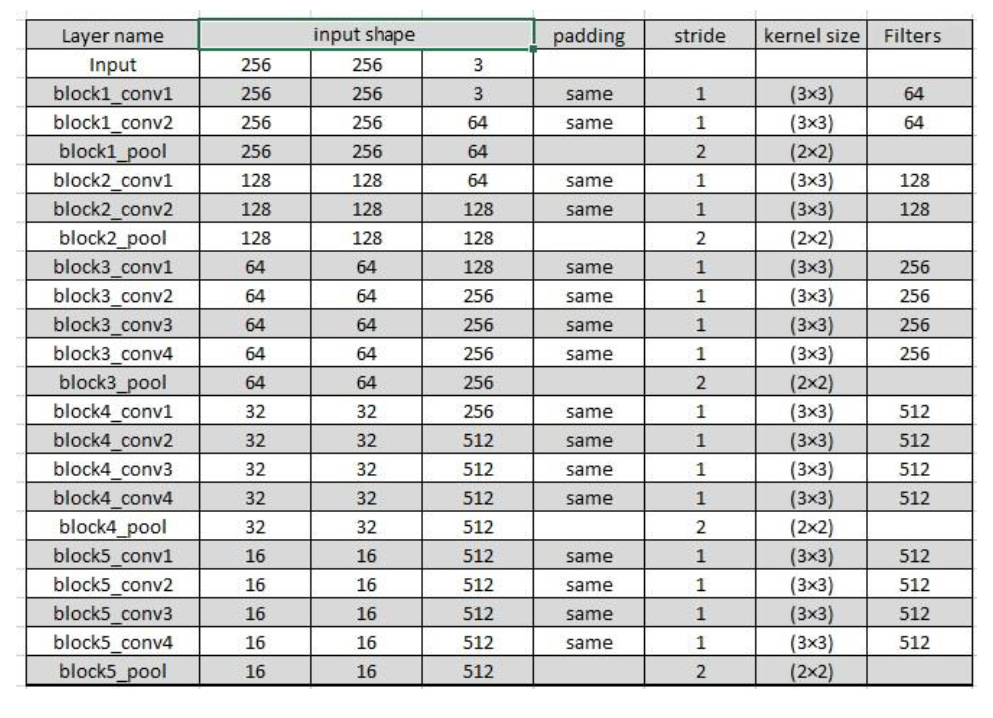 Layer name input shape padding stride kernel size Filters
Input 256 256 3
block1_conv1 256 256 3 same 1 (3×3) 64
block1_conv2 256 256 64 same 1 (3×3) 64
block1_pool 256 256 64 2 (2×2)
block2_conv1 128 128 64 same 1 (3×3) 128
block2_conv2 128 128 128 same 1 (3×3) 128
block2_pool 128 128 128 2 (2×2)
block3_conv1 64 64 128 same 1 (3×3) 256
block3_conv2 64 64 256 same 1 (3×3) 256
block3_conv3 64 64 256 same 1 (3×3) 256
block3_conv4 64 64 256 same 1 (3×3) 256
block3_pool 64 64 256 2 (2×2)
block4_conv1 32 32 256 same 1 (3×3) 512
block4_conv2 32 32 512 same 1 (3×3) 512
block4_conv3 32 32 512 same 1 (3×3) 512
block4_conv4 32 32 512 same 1 (3×3) 512
block4_pool 32 32 512 2 (2×2)
block5_conv1 16 16 512 same 1 (3×3) 512
block5_conv2 16 16 512 same 1 (3×3) 512
block5_conv3 16 16 512 same 1 (3×3) 512
block5_conv4 16 16 512 same 1 (3×3) 512
block5_pool 16 16 512 2 (2×2)